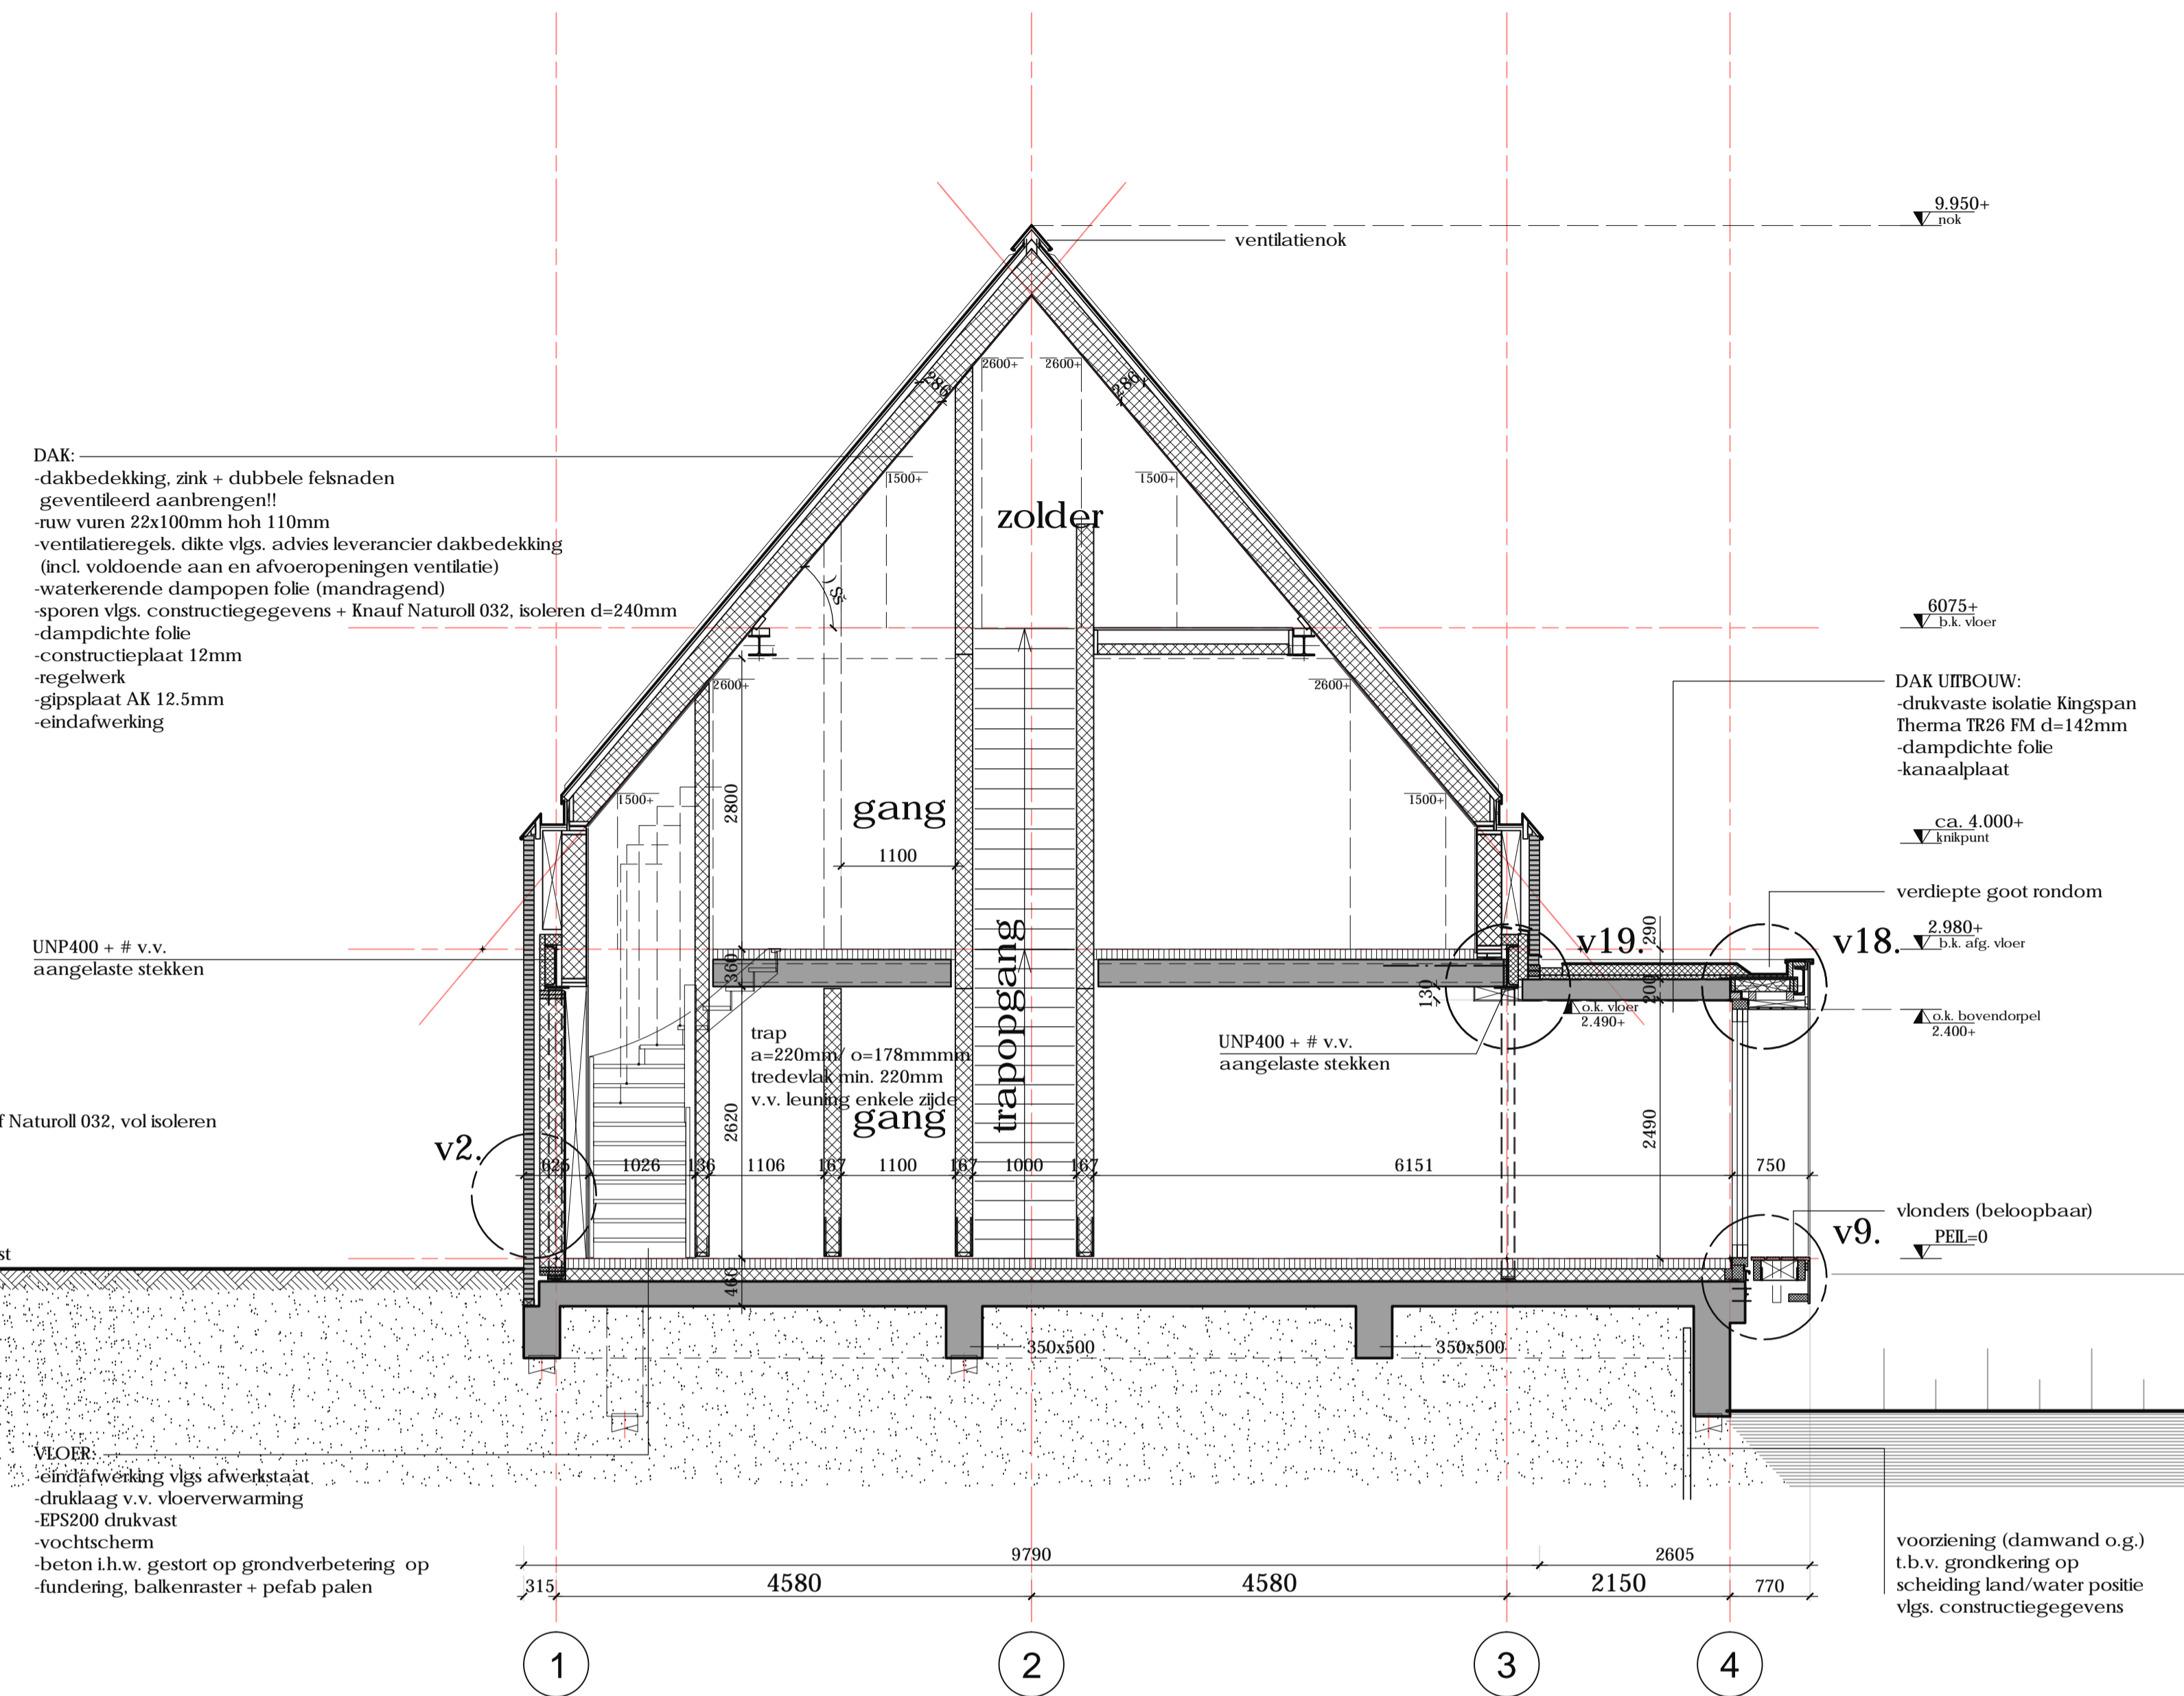 9.950+
nok
ventilatienok
2600+
2600+
286
286
DAK:
-dakbedekking, zink + dubbele felsnaden
geventileerd aanbrengen!!
-ruw vuren 22x100mm hoh 110mm
-ventilatieregels. dikte vlgs. advies leverancier dakbedekking
(incl. voldoende aan en afvoeropeningen ventilatie)
-waterkerende dampopen folie (mandragend)
-sporen vlgs. constructiegegevens + Knauf Naturoll 032, isoleren d=240mm
-dampdichte folie
-constructieplaat 12mm
-regelwerk
-gipsplaat AK 12.5mm
-eindafwerking
1500+
1500+
zolder
6075+
b.k. vloer
2600+
2600+
DAK UITBOUW:
-drukvaste isolatie Kingspan
Therma TR26 FM d=142mm
-dampdichte folie
-kanaalplaat
1500+
2800
gang
1500+
1100
ca. 4.000+
knikpunt
verdiepte goot rondom
UNP400 + # v.v.
aangelaste stekken
360
trapopgang
v19.
290
v18.
2.980+
b.k. afg. vloer
130
200
o.k. vloer
2.490+
o.k. bovendorpel
2.400+
trap
a=220mm/ o=178mmmm
tredevlak min. 220mm
v.v. leuning enkele zijde
UNP400 + # v.v.
aangelaste stekken
gang
2620
2490
f Naturoll 032, vol isoleren
v2.
625
1026
136
1106
167
1100
167
1000
167
6151
750
vlonders (beloopbaar)
v9.
PEIL=0
st
460
350x500
350x500
VLOER:
-eindafwerking vlgs afwerkstaat
-druklaag v.v. vloerverwarming
-EPS200 drukvast
-vochtscherm
-beton i.h.w. gestort op grondverbetering op
-fundering, balkenraster + pefab palen
voorziening (damwand o.g.)
t.b.v. grondkering op
scheiding land/water positie
vlgs. constructiegegevens
9790
2605
315
4580
4580
2150
770
1
2
3
4